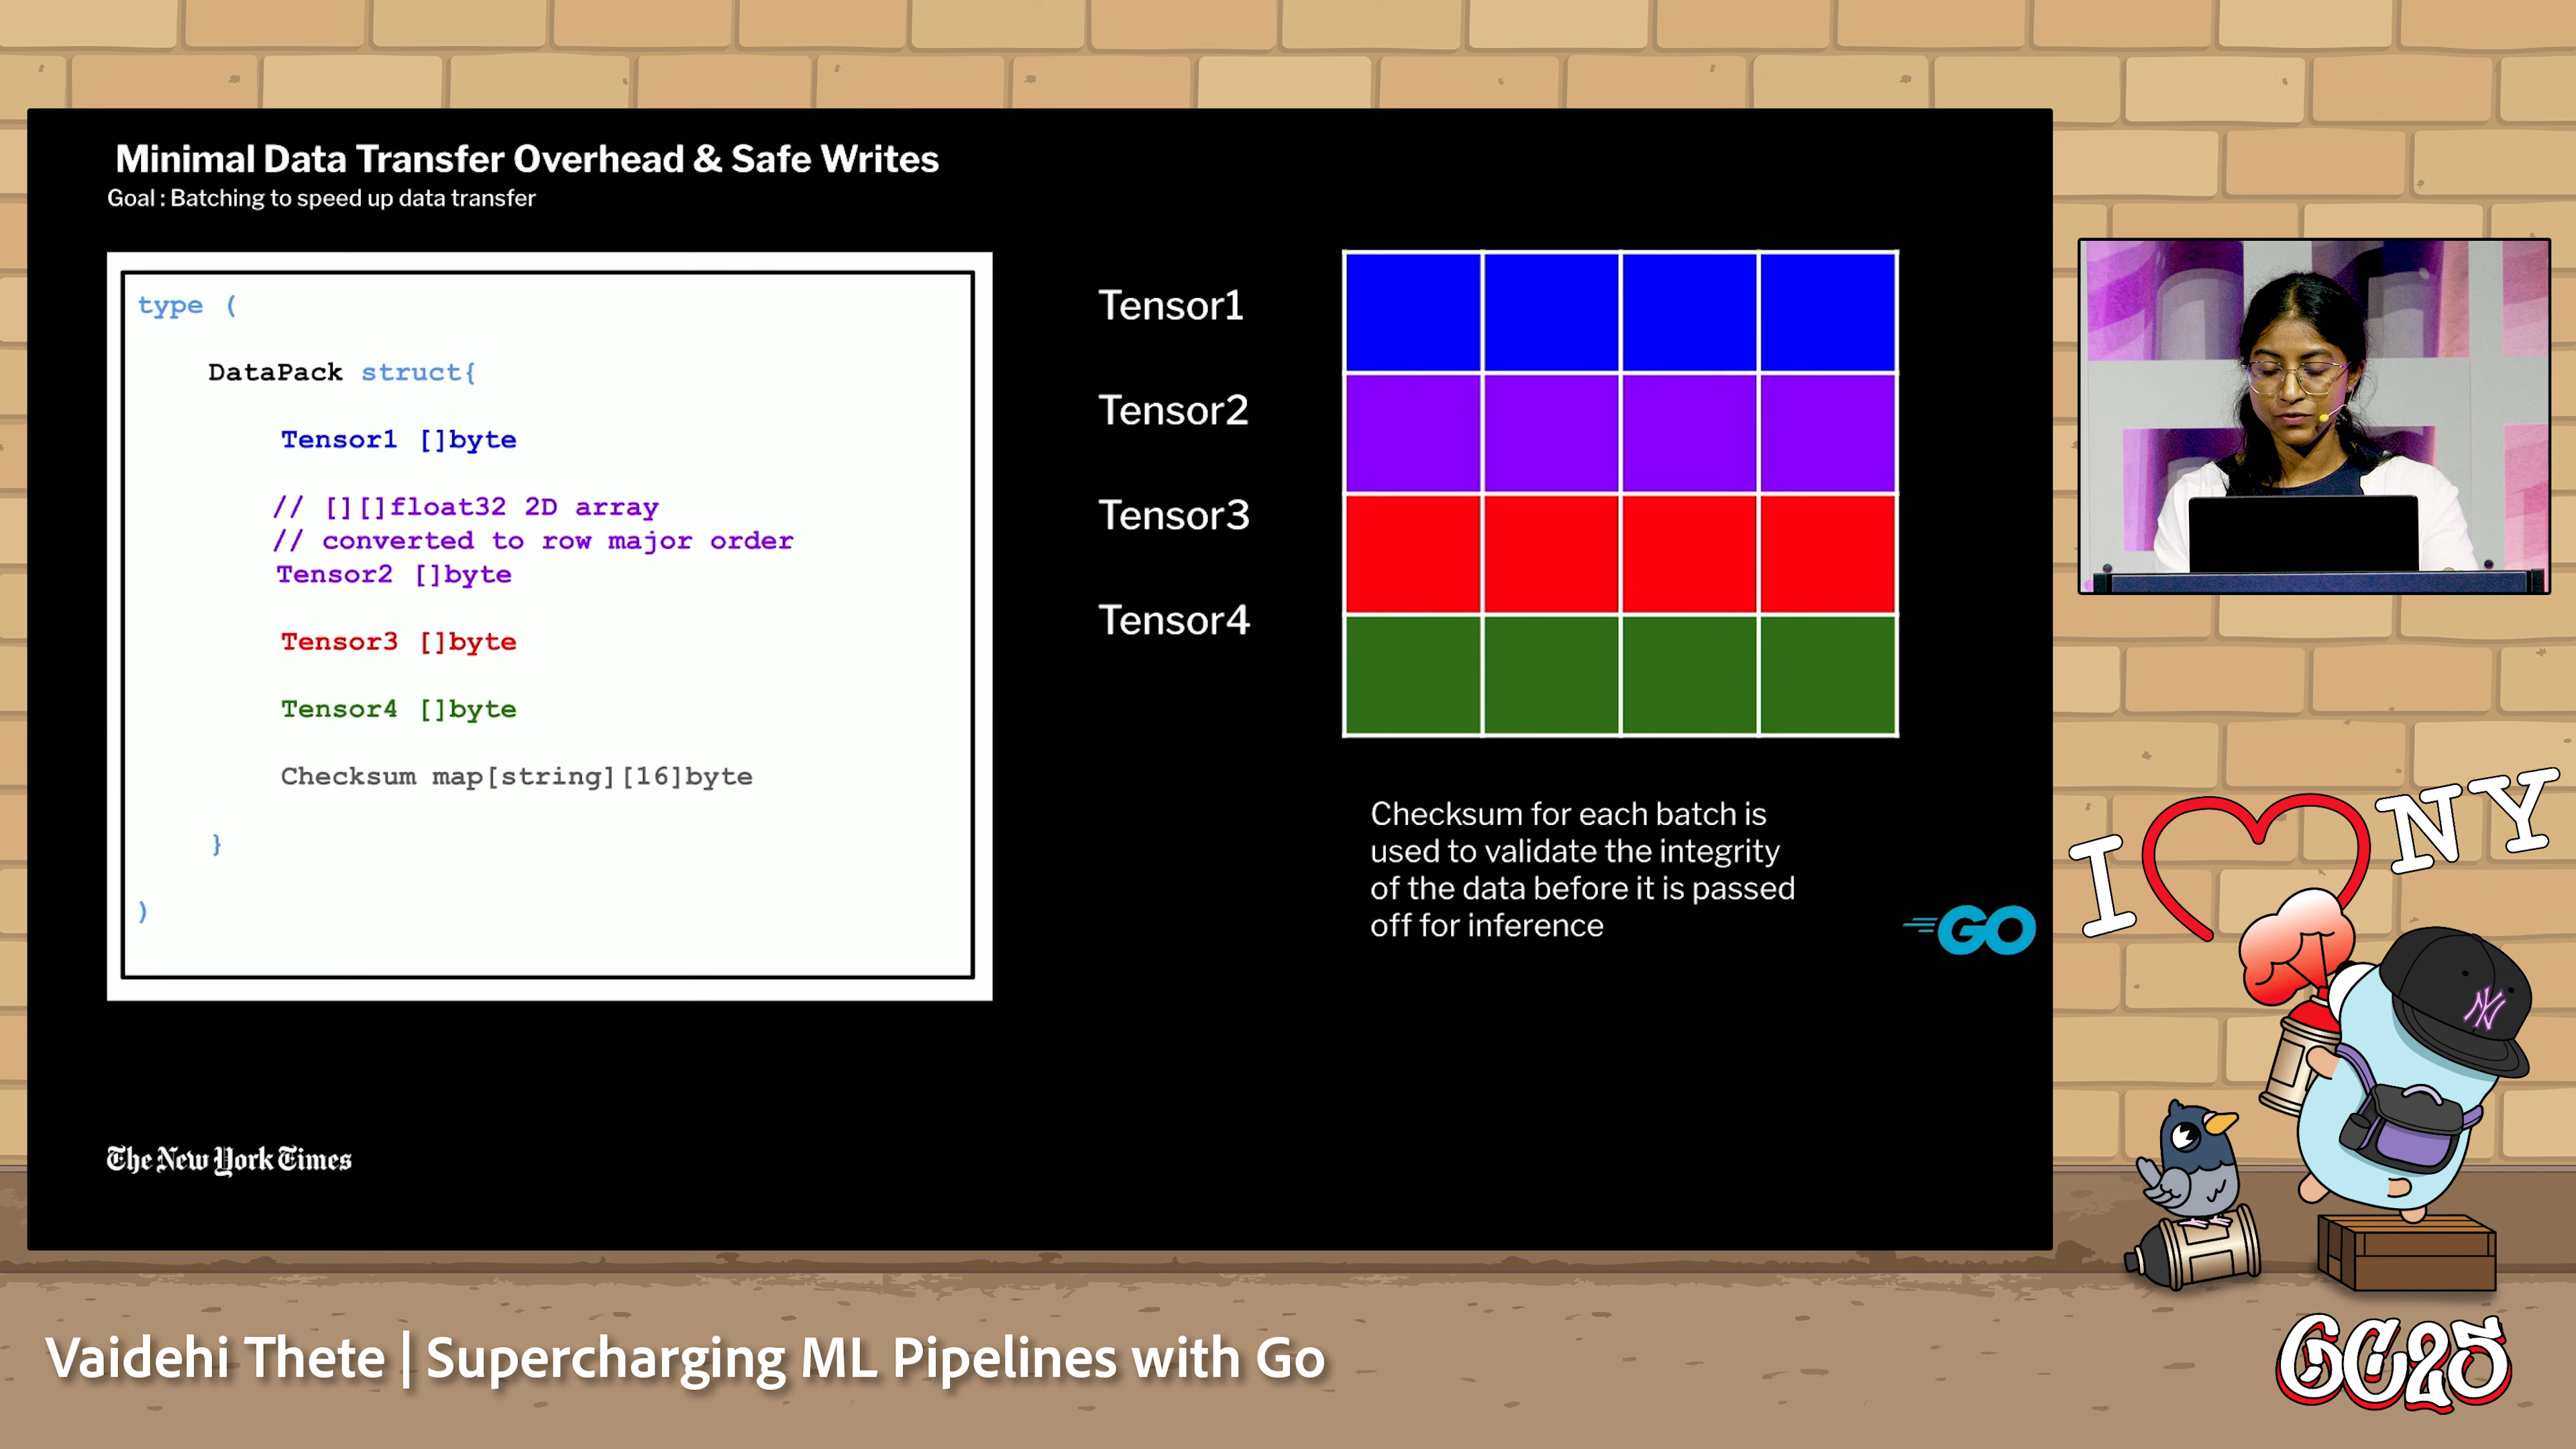 Minimal Data Transfer Overhead & Safe Writes
Goal : Batching to speed up data transfer
type (
DataPack struct{
Tensor1 []byte
// [][]float32 2D array
// converted to row major order
Tensor2 []byte
Tensor3 []byte
Tensor4 []byte
Checksum map[string][16]byte
}
)
Tensor1
Tensor2
Tensor3
Tensor4
Checksum for each batch is
used to validate the integrity
of the data before it is passed
off for inference
GO
The New York Times
I NY
NY
Vaidehi Thete | Supercharging ML Pipelines with Go
GC25